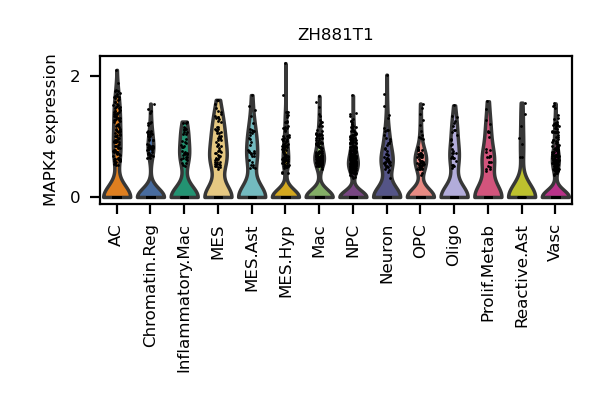 ZH881T1
MAPK4 expression
2
0
AC
Chromatin.Reg
Inflammatory.Mac
MES
MES.Ast
MES.Hyp
Mac
NPC
Neuron
OPC
Oligo
Prolif.Metab
Reactive.Ast
Vasc